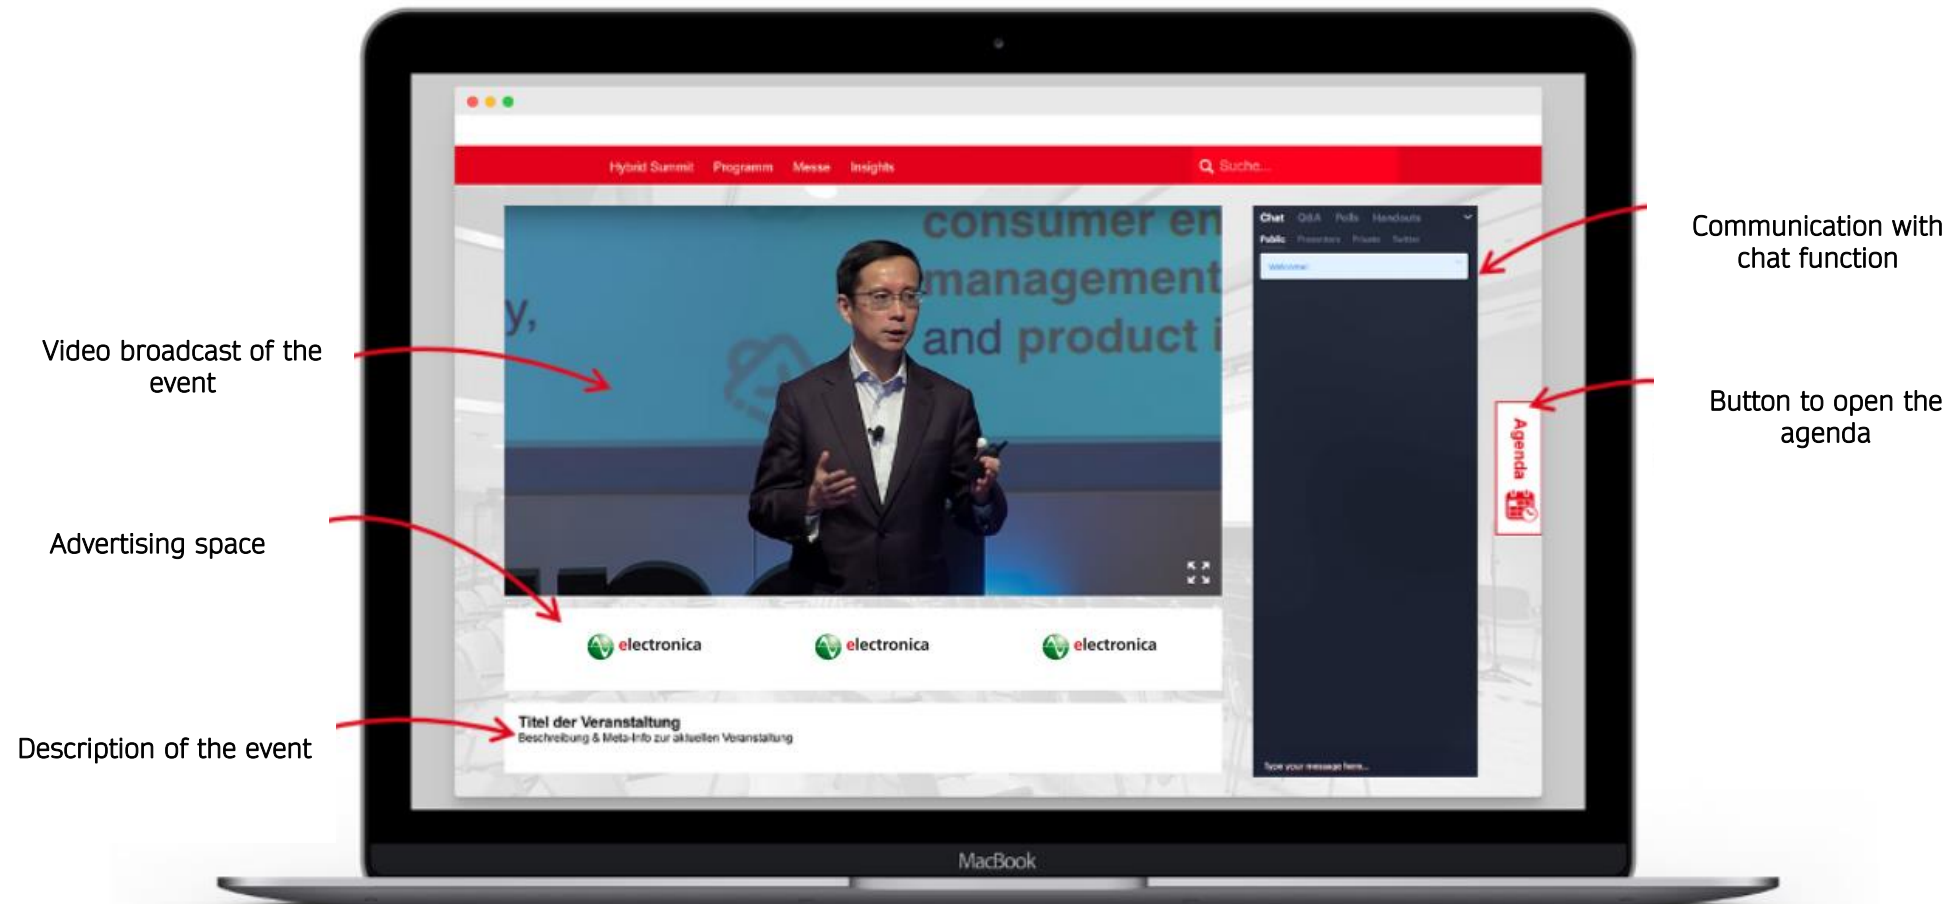 Hybrid Summit Programm Messe Insights
Suche...
consumer en
management
and product i
y,
Chat Q&A Polls Handouts
Public Presenters Private Twitter
Welcome!
Communication with
chat function
Video broadcast of the
event
Button to open the
agenda
Agenda
Advertising space
electronica electronica electronica
Description of the event
Titel der Veranstaltung
Beschreibung & Meta-Info zur aktuellen Veranstaltung
Type your message here...
MacBook